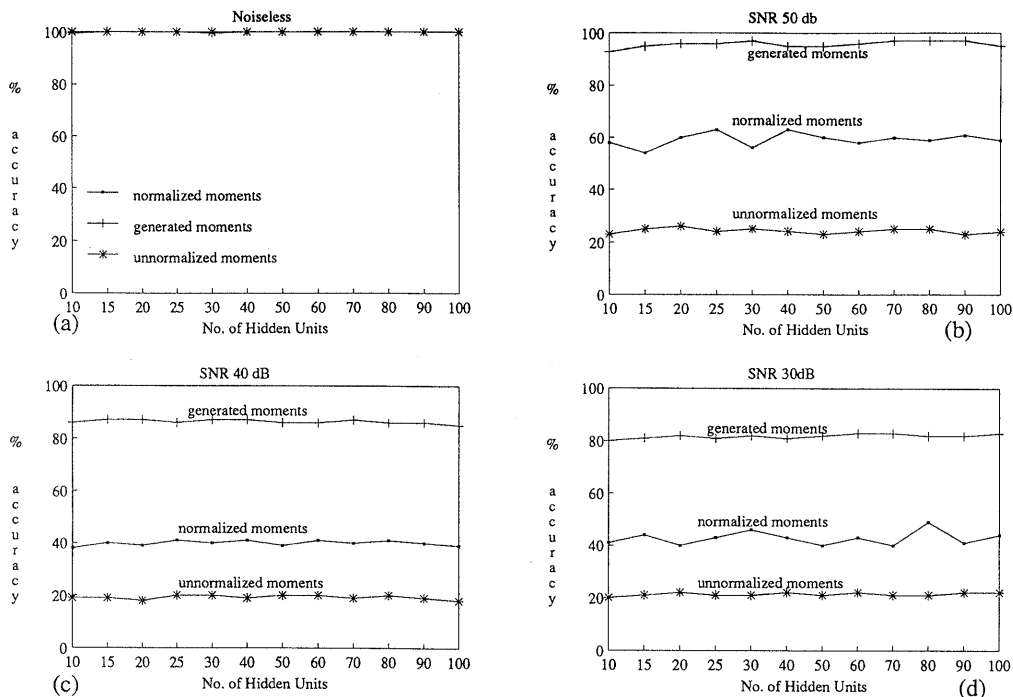 Noiseless
100
80
60
40
20
0
%
a
c
c
u
r
a
c
y
normalized moments
generated moments
unnormalized moments
10 15 20 25 30 40 50 60 70 80 90 100
(a)
No. of Hidden Units
SNR 50 db
100
80
60
40
20
0
%
a
c
c
u
r
a
c
y
generated moments
normalized moments
unnormalized moments
10 15 20 25 30 40 50 60 70 80 90 100
No. of Hidden Units
(b)
SNR 40 dB
100
80
60
40
20
0
%
a
c
c
u
r
a
c
y
generated moments
normalized moments
unnormalized moments
10 15 20 25 30 40 50 60 70 80 90 100
(c)
No. of Hidden Units
SNR 30dB
100
80
60
40
20
0
%
a
c
c
u
r
a
c
y
generated moments
normalized moments
unnormalized moments
10 15 20 25 30 40 50 60 70 80 90 100
No. of Hidden Units
(d)